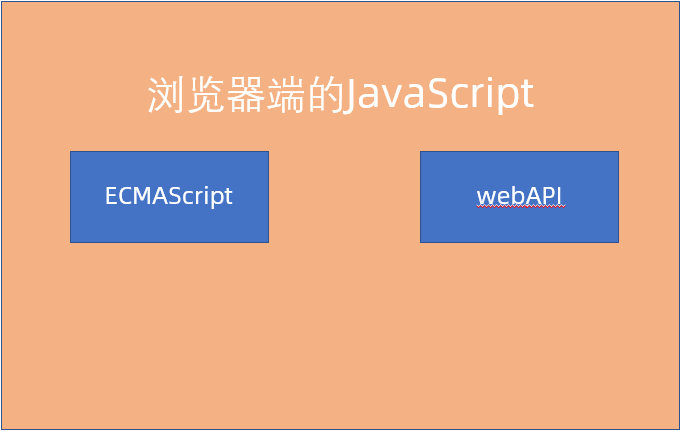 浏览器端的JavaScript
ECMAScript
webAPI